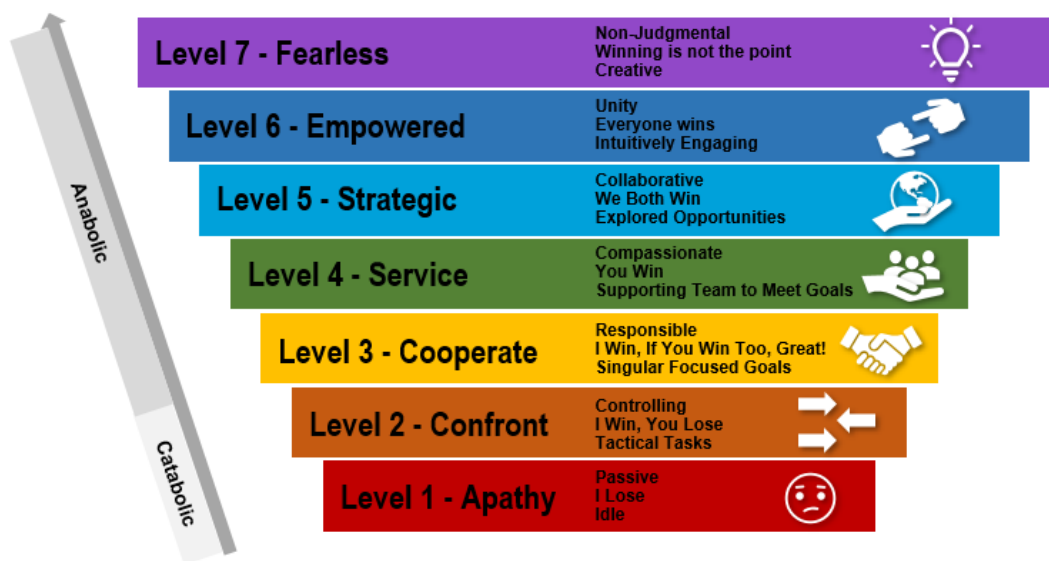 Level 7 - Fearless
Non-Judgmental
Winning is not the point
Creative
Level 6 - Empowered
Unity
Everyone wins
Intuitively Engaging
Level 5 - Strategic
Collaborative
We Both Win
Explored Opportunities
Level 4 - Service
Compassionate
You Win
Supporting Team to Meet Goals
Level 3 - Cooperate
Responsible
I Win, If You Win Too, Great!
Singular Focused Goals
Level 2 - Confront
Controlling
I Win, You Lose
Tactical Tasks
Level 1 - Apathy
Passive
I Lose
Idle
Anabolic
Catabolic